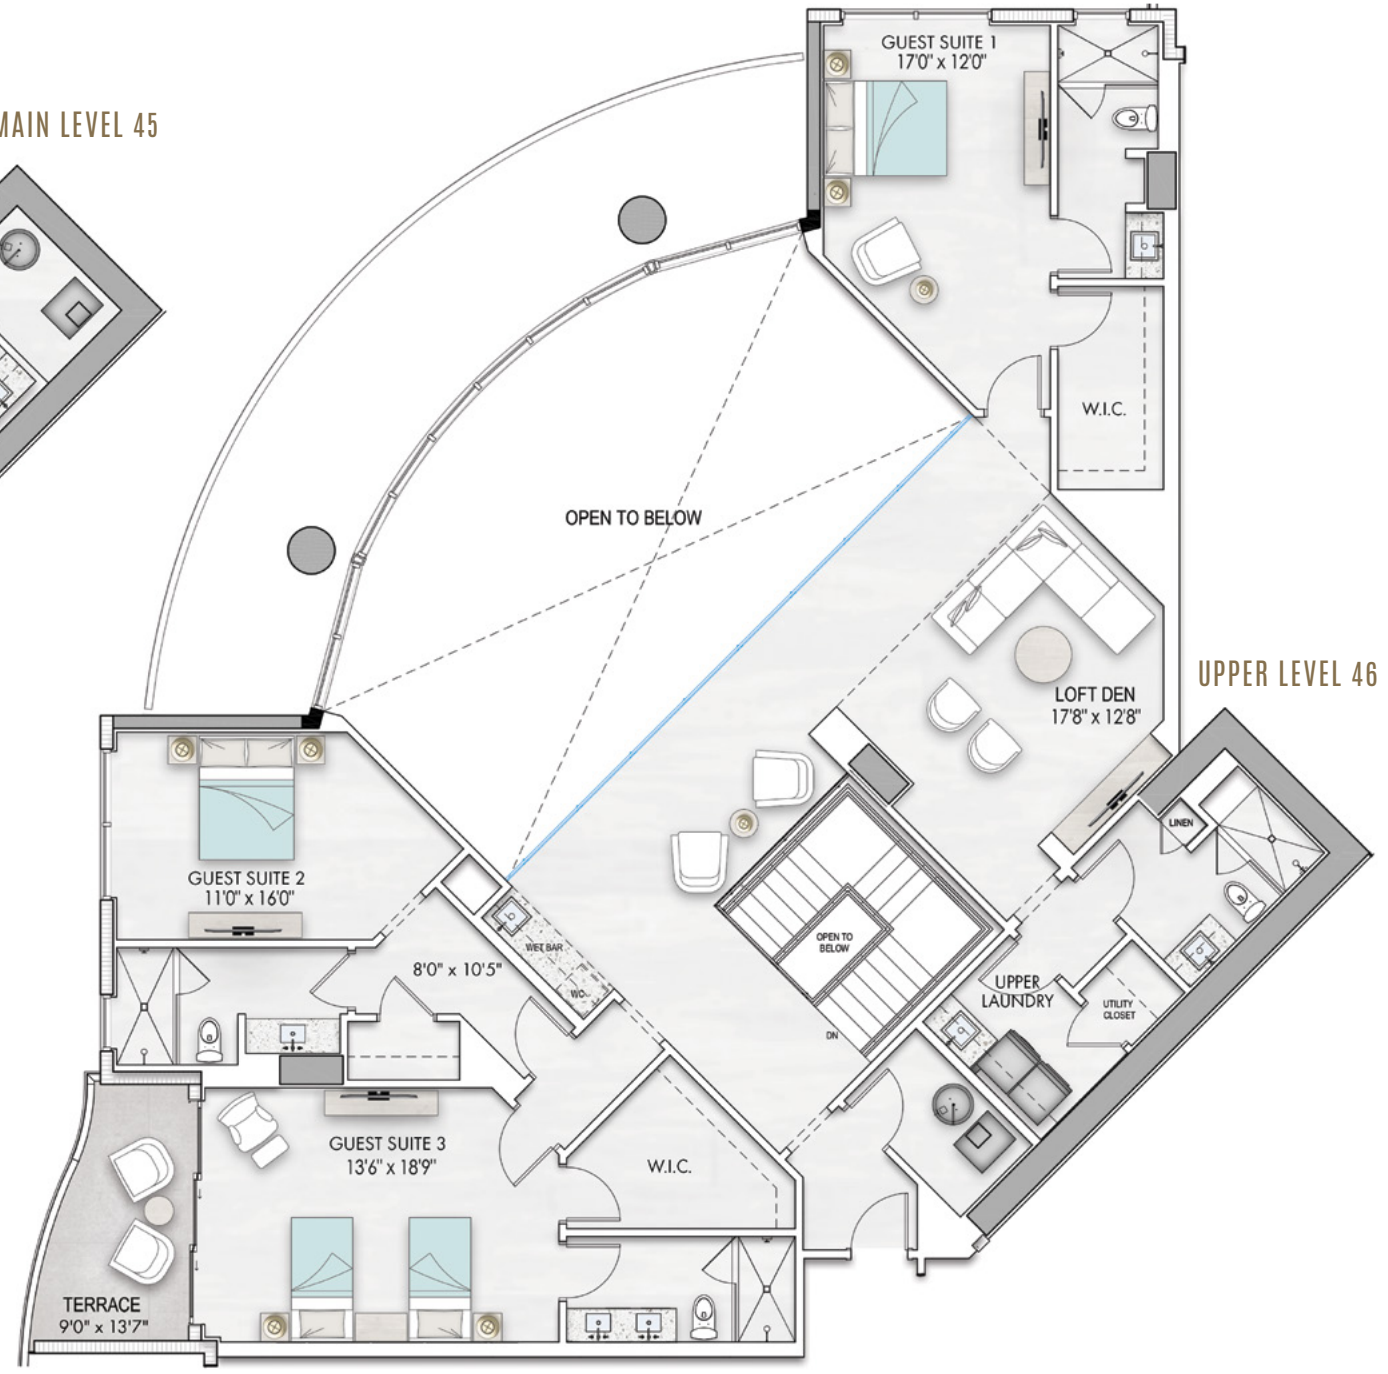 GUEST SUITE 1
17'0" x 12'0"
MAIN LEVEL 45
W.I.C.
OPEN TO BELOW
UPPER LEVEL 46
LOFT DEN
17'8" x 12'8"
LINEN
GUEST SUITE 2
11'0" x 16'0"
OPEN TO
BELOW
WET BAR
8'0" x 10'5"
UPPER
LAUNDRY
WC
UTILITY
CLOSET
DN
GUEST SUITE 3
13'6" x 18'9"
W.I.C.
TERRACE
9'0" x 13'7"